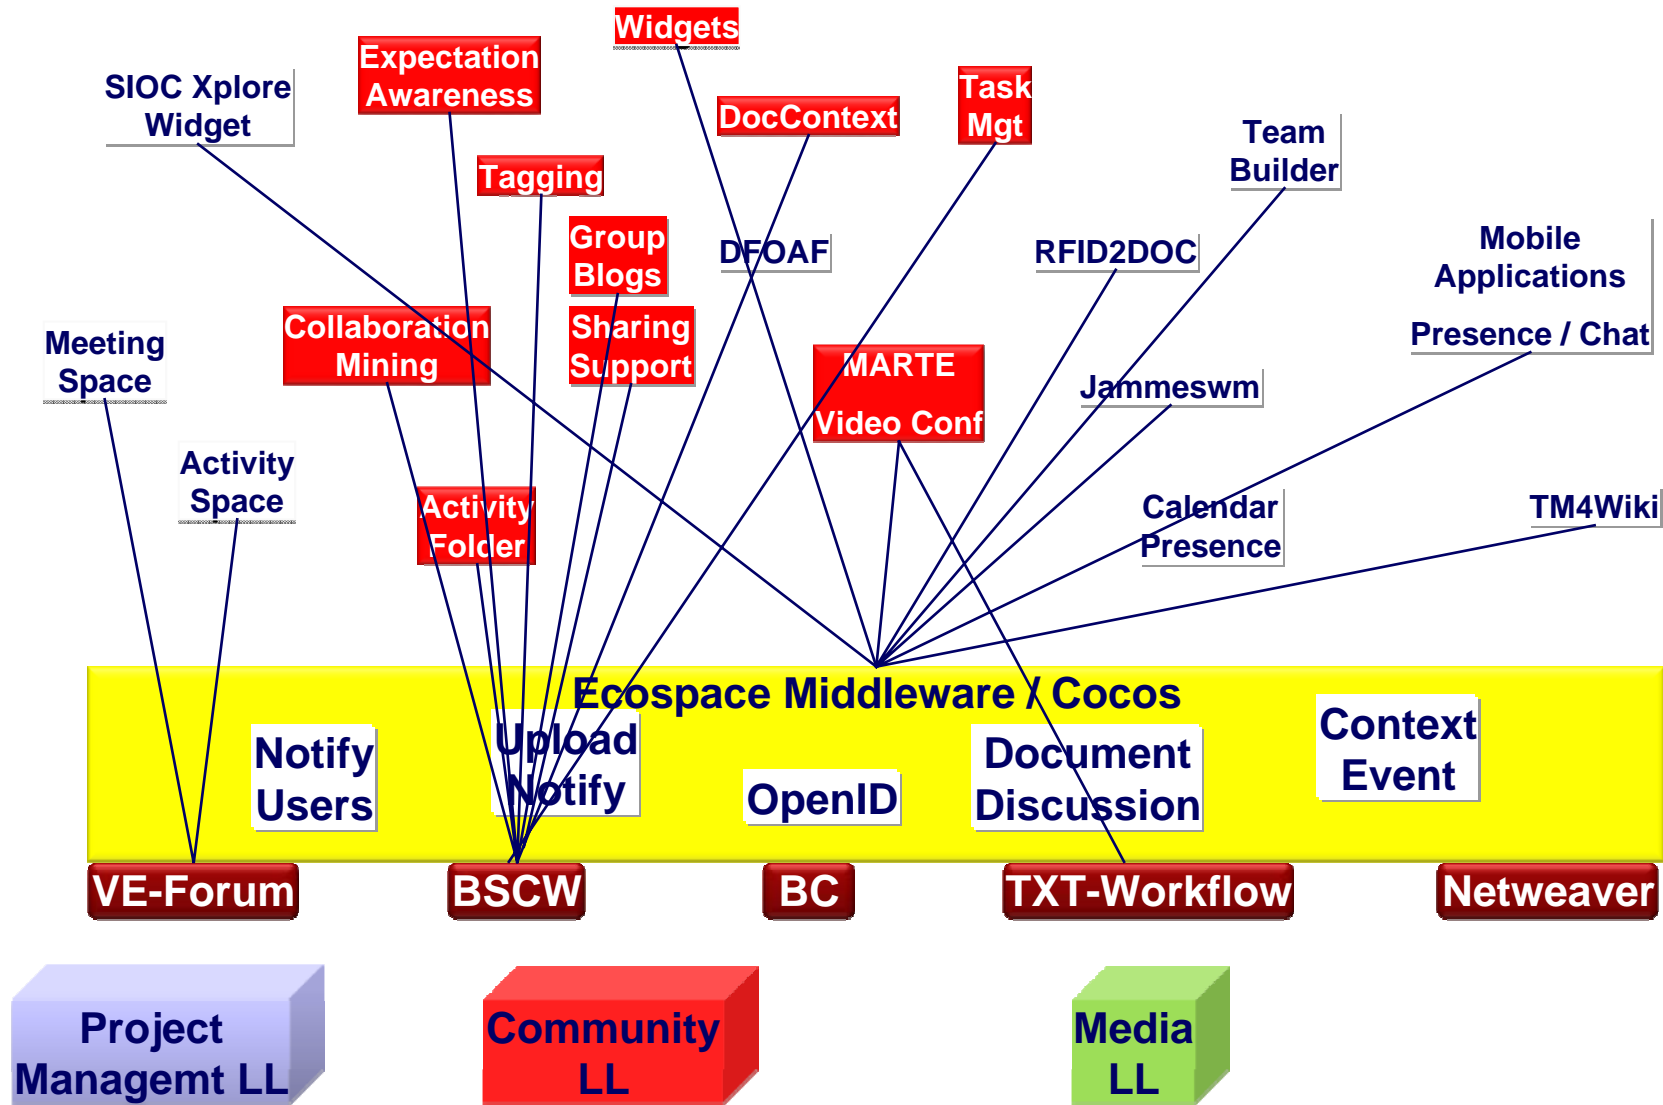 Widgets
Expectation
Awareness
SIOC Xplore
Widget
DocContext
Task
Mgt
Team
Builder
Tagging
Group
Blogs
DFOAF
RFID2DOC
Mobile
Applications
Presence / Chat
Collaboration
Mining
Sharing
Support
Meeting
Space
MARTE
Video Conf
Jammeswm
Activity
Space
Activity
Folder
Calendar
Presence
TM4Wiki
Ecospace Middleware / Cocos
Notify
Users
Upload
Notify
OpenID
Document
Discussion
Context
Event
VE-Forum
BSCW
BC
TXT-Workflow
Netweaver
Project
Managemt LL
Community
LL
Media
LL